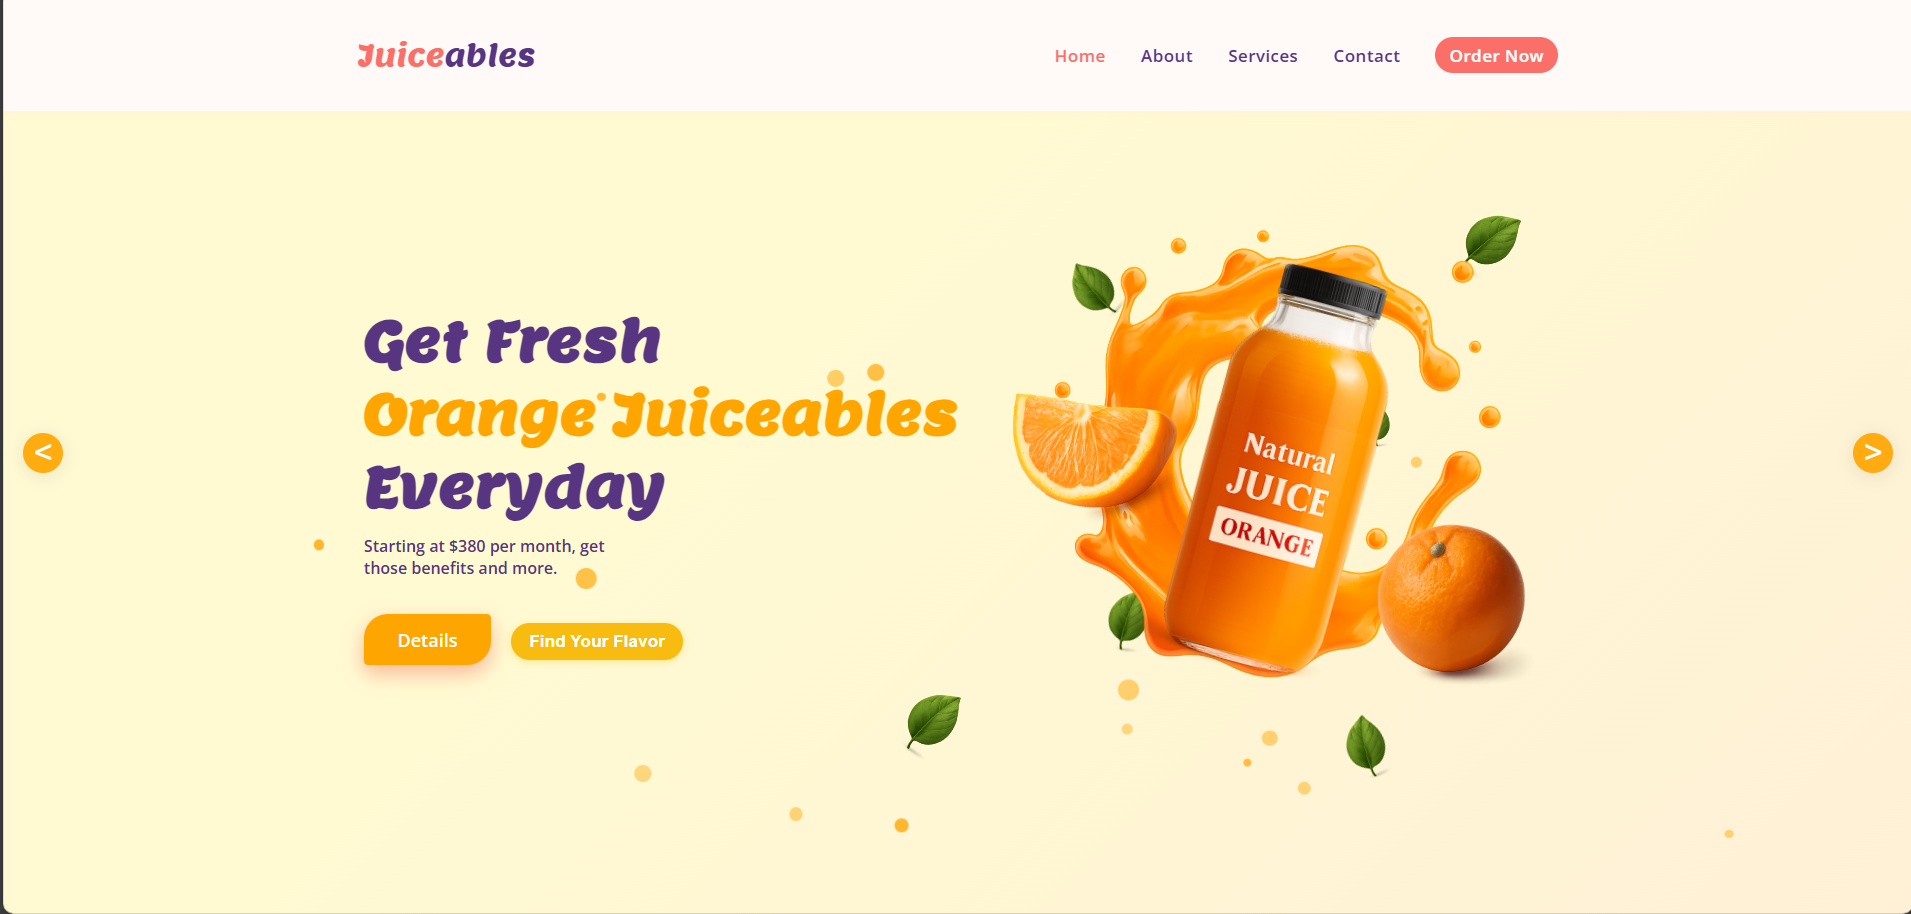 Juiceables
Home About Services Contact Order Now
Get Fresh
Orange Juiceables
Everyday
Starting at $380 per month, get
those benefits and more.
Details Find Your Flavor
Natural
JUICE
ORANGE
< >